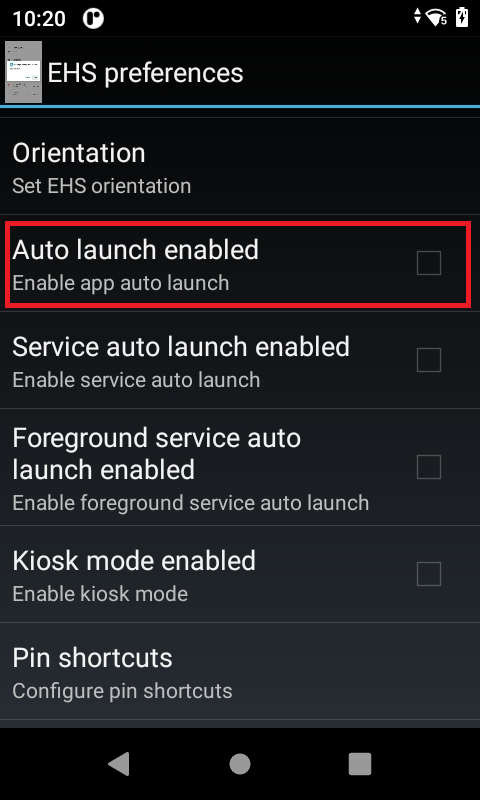 10:20
EHS preferences
Orientation
Set EHS orientation
Auto launch enabled
Enable app auto launch
Service auto launch enabled
Enable service auto launch
Foreground service auto
launch enabled
Enable foreground service auto launch
Kiosk mode enabled
Enable kiosk mode
Pin shortcuts
Configure pin shortcuts